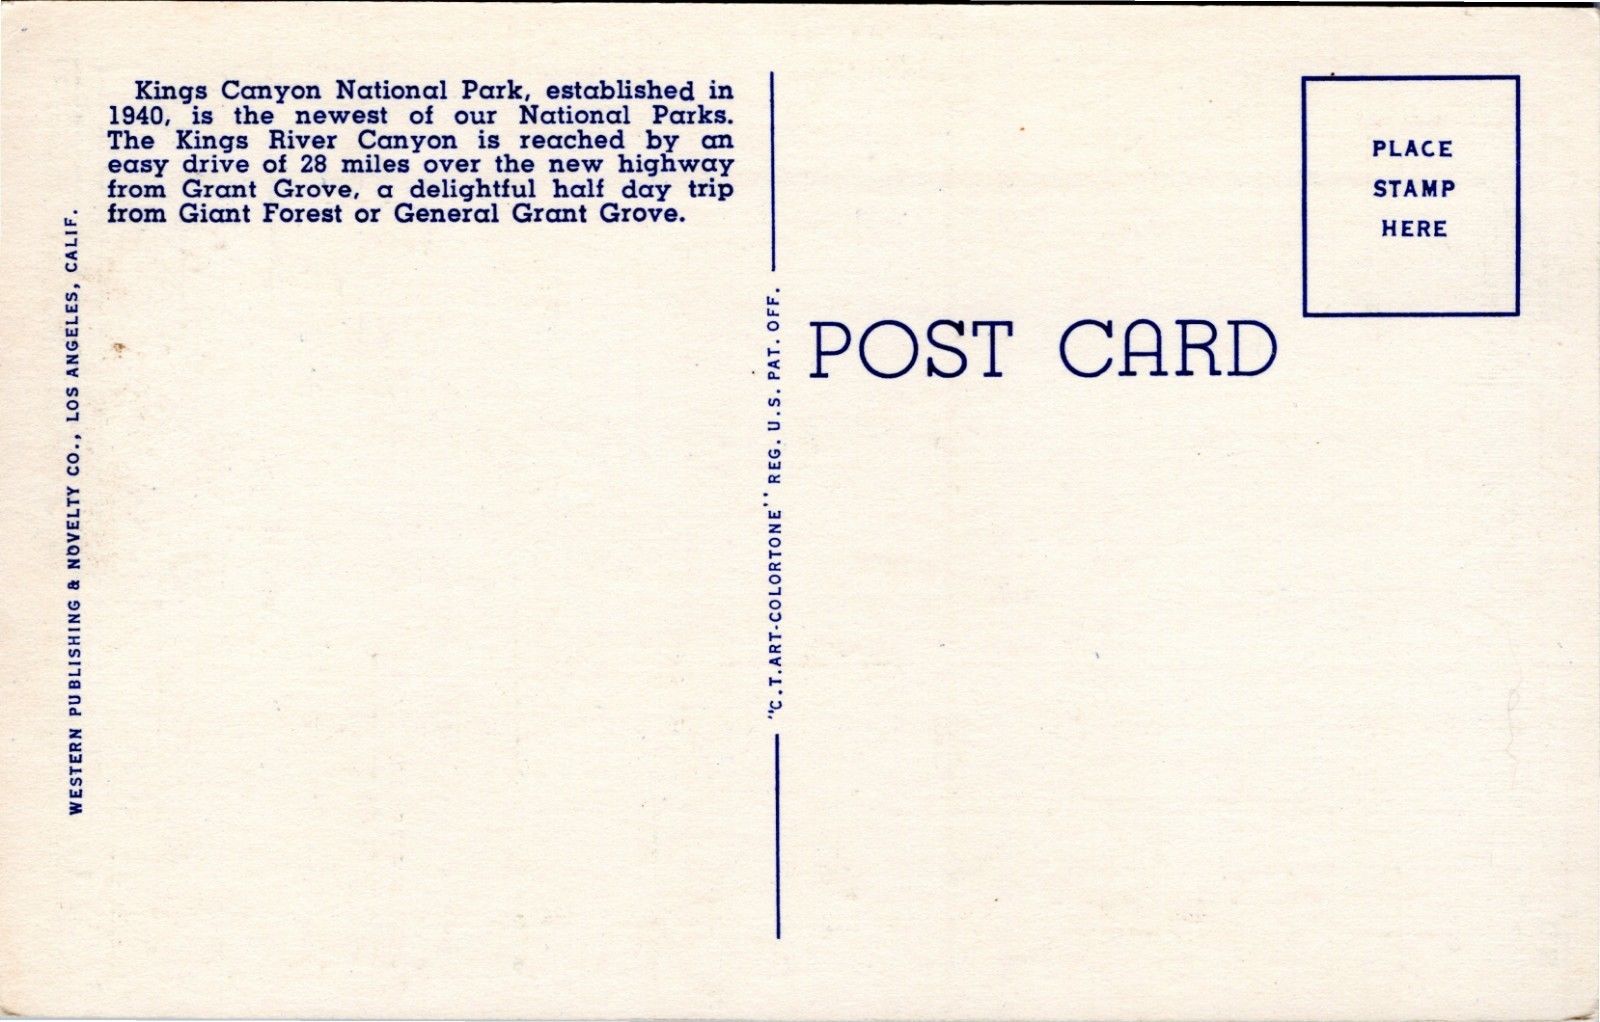 Kings Canyon National Park, established in
1940, is the newest of our National Parks.
The Kings River Canyon is reached by an
easy drive of 28 miles over the new highway
from Grant Grove, a delightful half day trip
from Giant Forest or General Grant Grove.
WESTERN PUBLISHING & NOVELTY CO., LOS ANGELES, CALIF.
"C.T.ART-COLORTONE" REG. U.S. PAT. OFF.
POST CARD
PLACE
STAMP
HERE